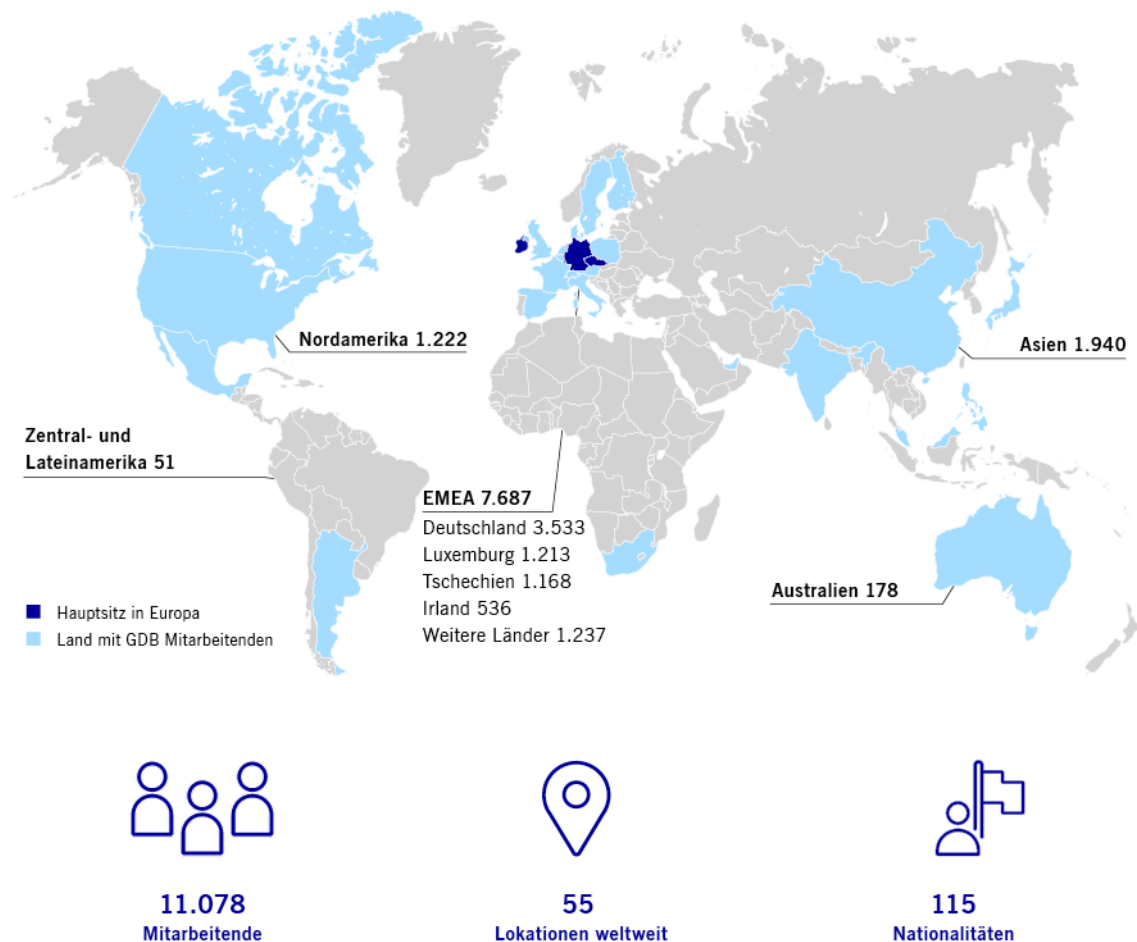 Nordamerika 1.222
Asien 1.940
Zentral- und
Lateinamerika 51
EMEA 7.687
Deutschland 3.533
Luxemburg 1.213
Tschechien 1.168
Irland 536
Weitere Länder 1.237
Australien 178
Hauptsitz in Europa
Land mit GDB Mitarbeitenden
11.078
Mitarbeitende
55
Lokationen weltweit
115
Nationalitäten